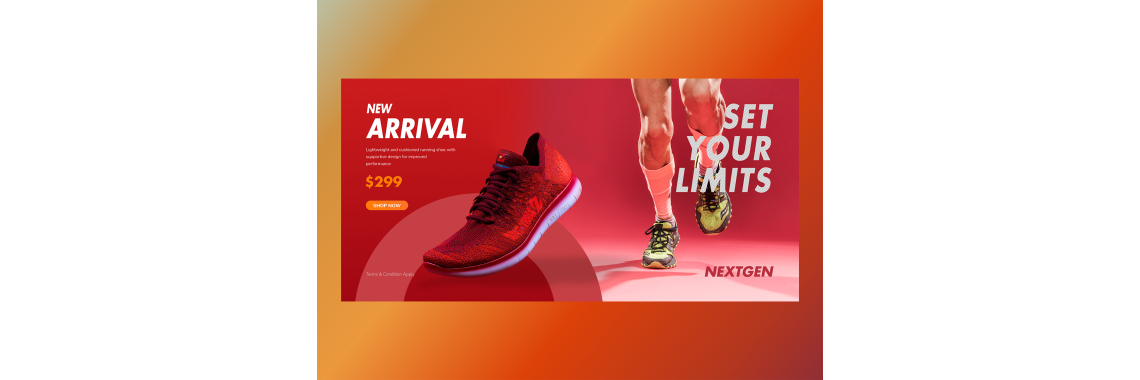 NEW
ARRIVAL
Lightweight and cushioned running shoe with
supportive design for improved
performance
$299
SHOP NOW
Terms & Condition Apply
SET
YOUR
LIMITS
NEXTGEN